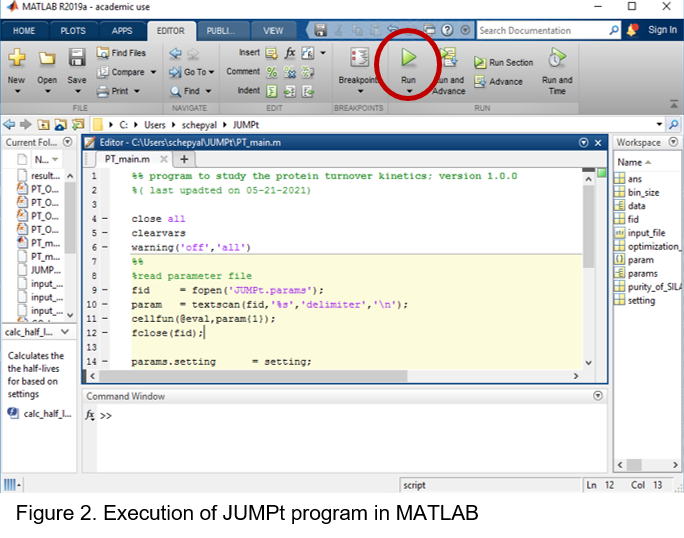 MATLAB R2019a - academic use
HOME PLOTS APPS EDITOR PUBLI... VIEW Search Documentation Sign In
New Open Save Find Files Compare Print Go To Find Insert fx Comment Indent Breakpoints Run Run and Advance Run Section Advance Run and Time
FILE NAVIGATE EDIT BREAKPOINTS RUN
C: Users schepyal JUMPt
Current Fol...
N...
result...
PT_O...
PT_O...
PT_O...
PT_O...
PT_m...
PT_m...
JUMP...
input_...
input_...
input_...
calc_half_l...
Calculates the
the half-lives
for based on
settings
calc_half_l...
Editor - C:\Users\schepyal\JUMPt\PT_main.m
PT_main.m +
1 %% program to study the protein turnover kinetics; version 1.0.0
2 %( last upadted on 05-21-2021)
3
4 - close all
5 - clearvars
6 - warning('off','all')
7 %%
8 %read parameter file
9 - fid = fopen('JUMPt.params');
10 - param = textscan(fid,'%s','delimiter','\n');
11 - cellfun(@eval,param{1});
12 - fclose(fid);
13
14 - params.setting = setting;
Command Window
fx >>
Workspace
Name
ans
bin_size
data
fid
input_file
optimization_
param
params
purity_of_SILA
setting
script Ln 12 Col 13
Figure 2. Execution of JUMPt program in MATLAB